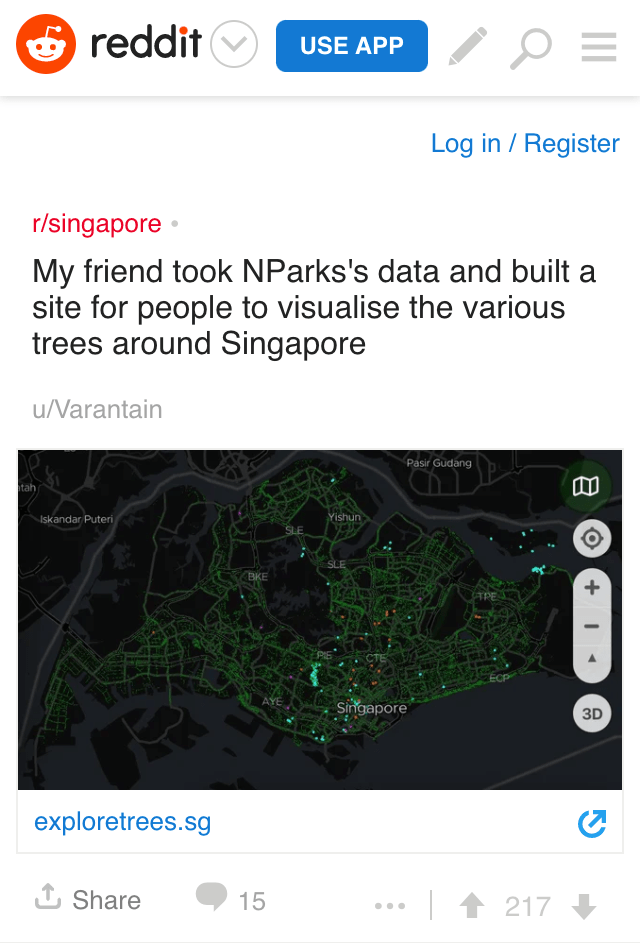 reddit
USE APP
Log in / Register
r/singapore •
My friend took NParks's data and built a
site for people to visualise the various
trees around Singapore
u/Varantain
Pasir Gudang
ntah
Iskandar Puteri
Yishun
SLE
SLE
BKE
TPE
PIE
CTE
ECP
AYE
Singapore
+
−
3D
exploretrees.sg
Share
15
217